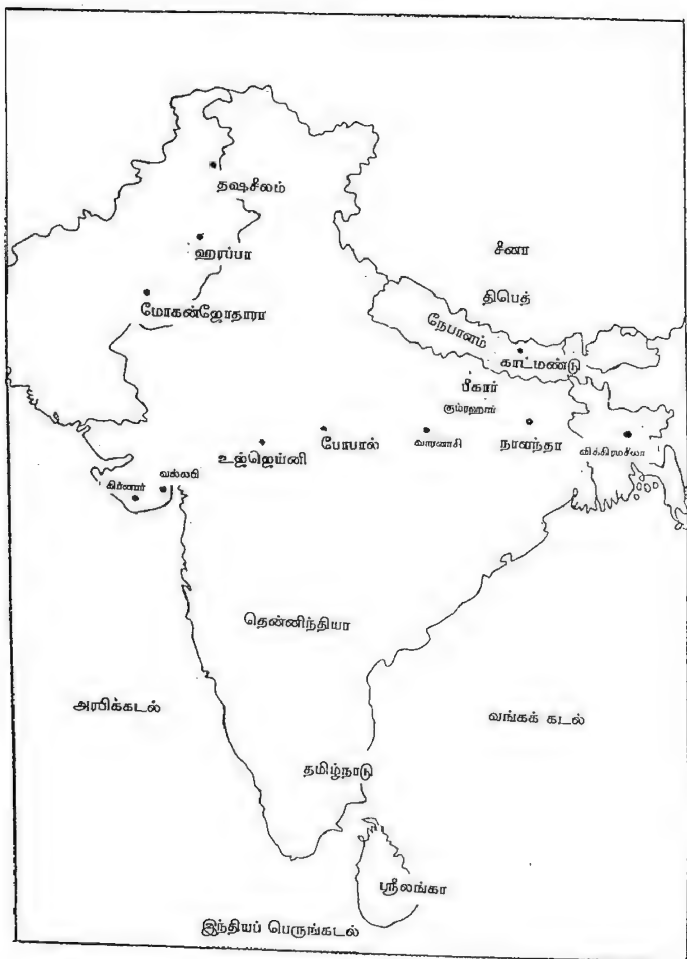 தஷசீலம்
ஹரப்பா
சீனா
மோகன்ஜோதாரா
திபெத்
நேபாளம்
காட்மண்டு
பீகார்
கும்ரஹார்
உஜ்ஜெய்னி
போபால்
வாரணாசி
நாளந்தா
விக்கிரமசீலா
கிர்னார்
வல்லபி
தென்னிந்தியா
அரபிக்கடல்
வங்கக் கடல்
தமிழ்நாடு
ஸ்ரீலங்கா
இந்தியப் பெருங்கடல்